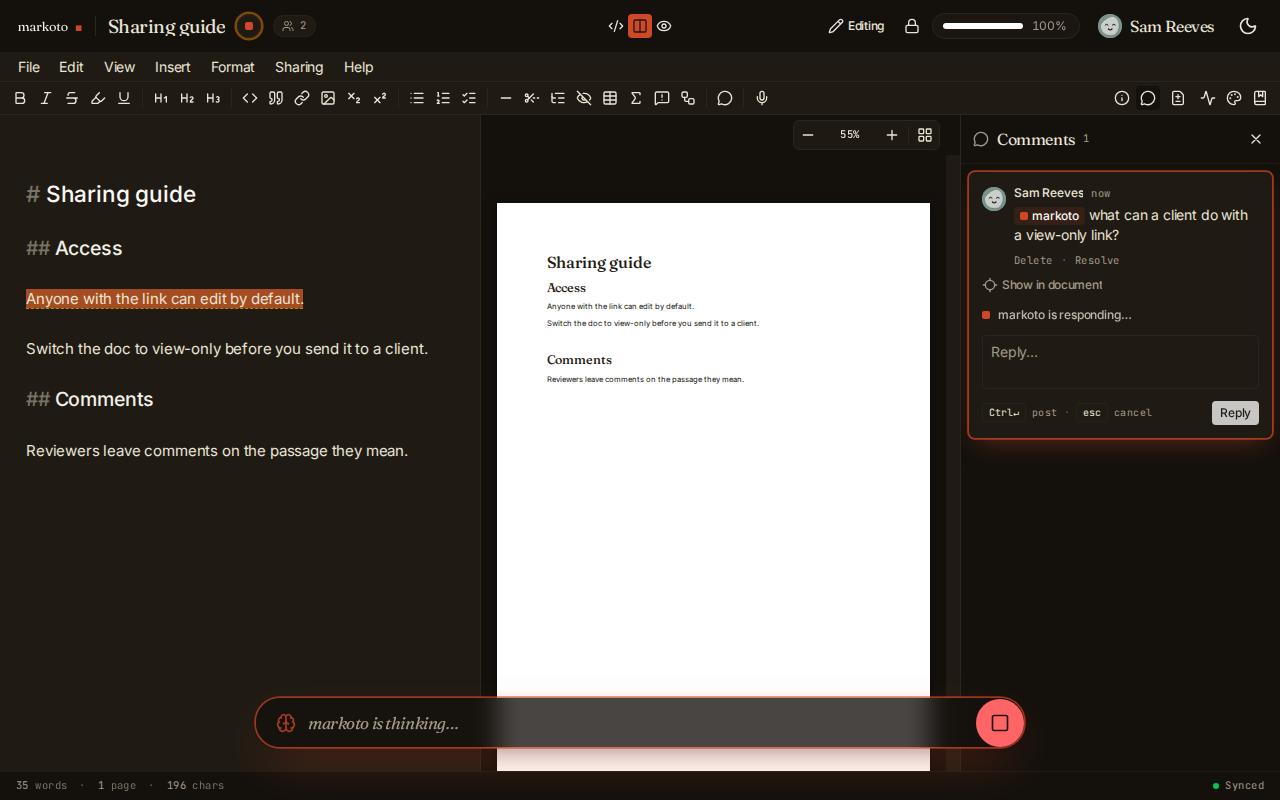 markoto
Sharing guide
2
Editing
100%
Sam Reeves
File Edit View Insert Format Sharing Help
B I S U H1 H2 H3 x2 x2
55%
Comments 1
# Sharing guide
## Access
Anyone with the link can edit by default.
Switch the doc to view-only before you send it to a client.
## Comments
Reviewers leave comments on the passage they mean.
Sharing guide
Access
Anyone with the link can edit by default.
Switch the doc to view-only before you send it to a client.
Comments
Reviewers leave comments on the passage they mean.
Sam Reeves now
markoto what can a client do with
a view-only link?
Delete · Resolve
Show in document
markoto is responding...
Reply...
Ctrl↵ post · esc cancel
Reply
markoto is thinking...
35 words · 1 page · 196 chars
Synced